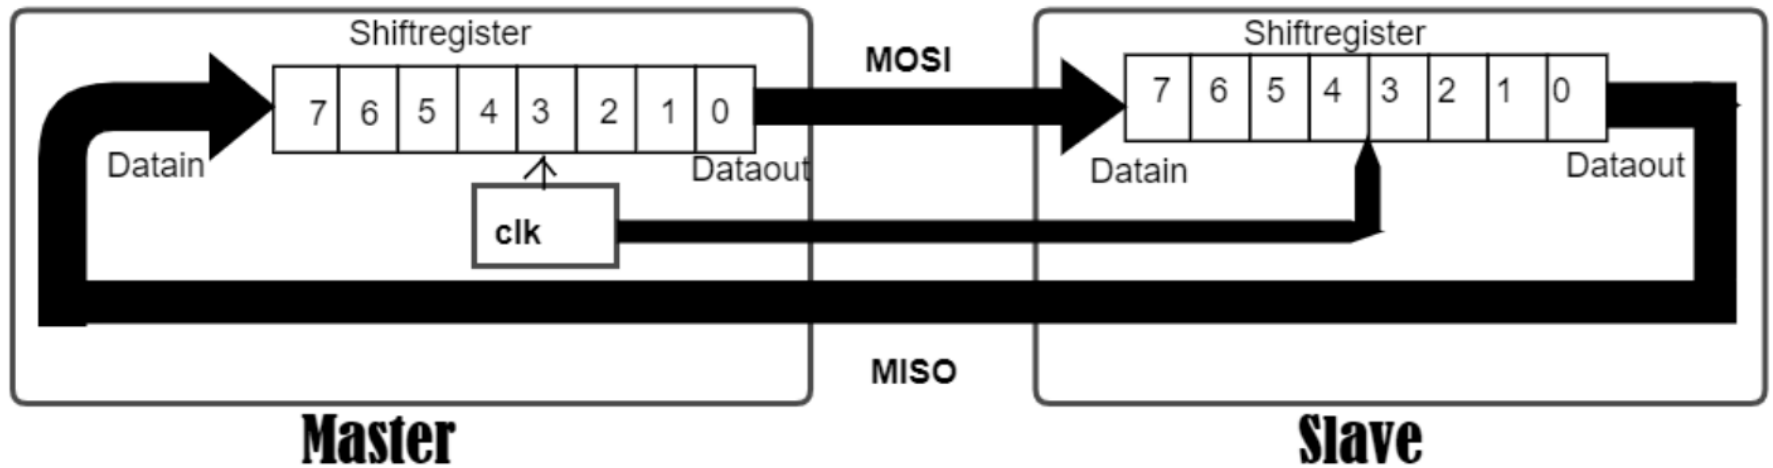 Shiftregister
7 6 5 4 3 2 1 0
Datain
Dataout
clk
MOSI
MISO
Shiftregister
7 6 5 4 3 2 1 0
Datain
Dataout
Master
Slave